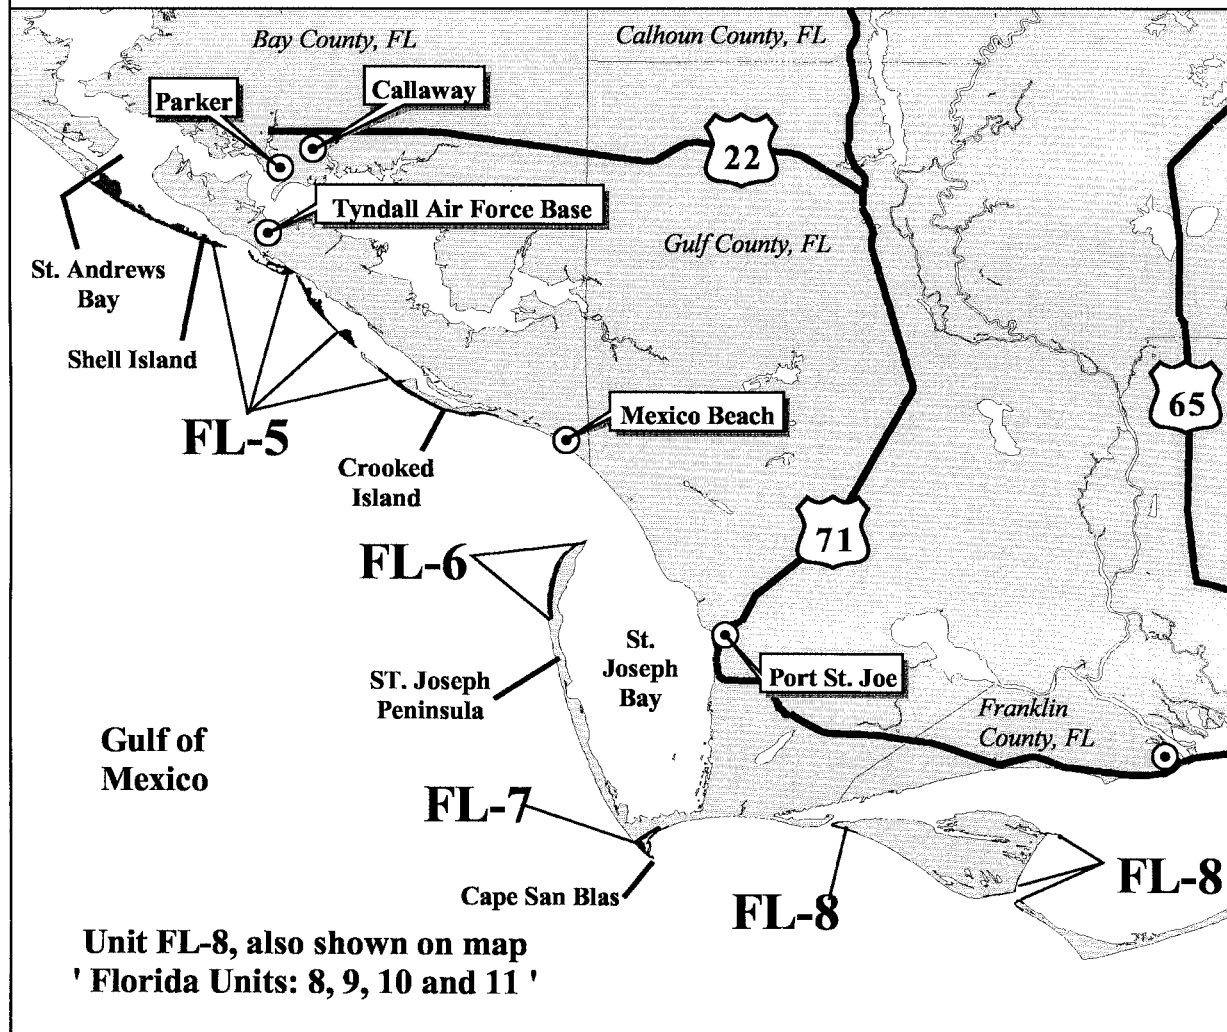 Bay County, FL
Calhoun County, FL
Parker
Callaway
22
Tyndall Air Force Base
Gulf County, FL
St. Andrews
Bay
Shell Island
FL-5
Mexico Beach
65
Crooked
Island
FL-6
71
St.
Joseph
Bay
ST. Joseph
Peninsula
Port St. Joe
Franklin
County, FL
Gulf of
Mexico
FL-7
Cape San Blas
FL-8
FL-8
Unit FL-8, also shown on map
' Florida Units: 8, 9, 10 and 11 '